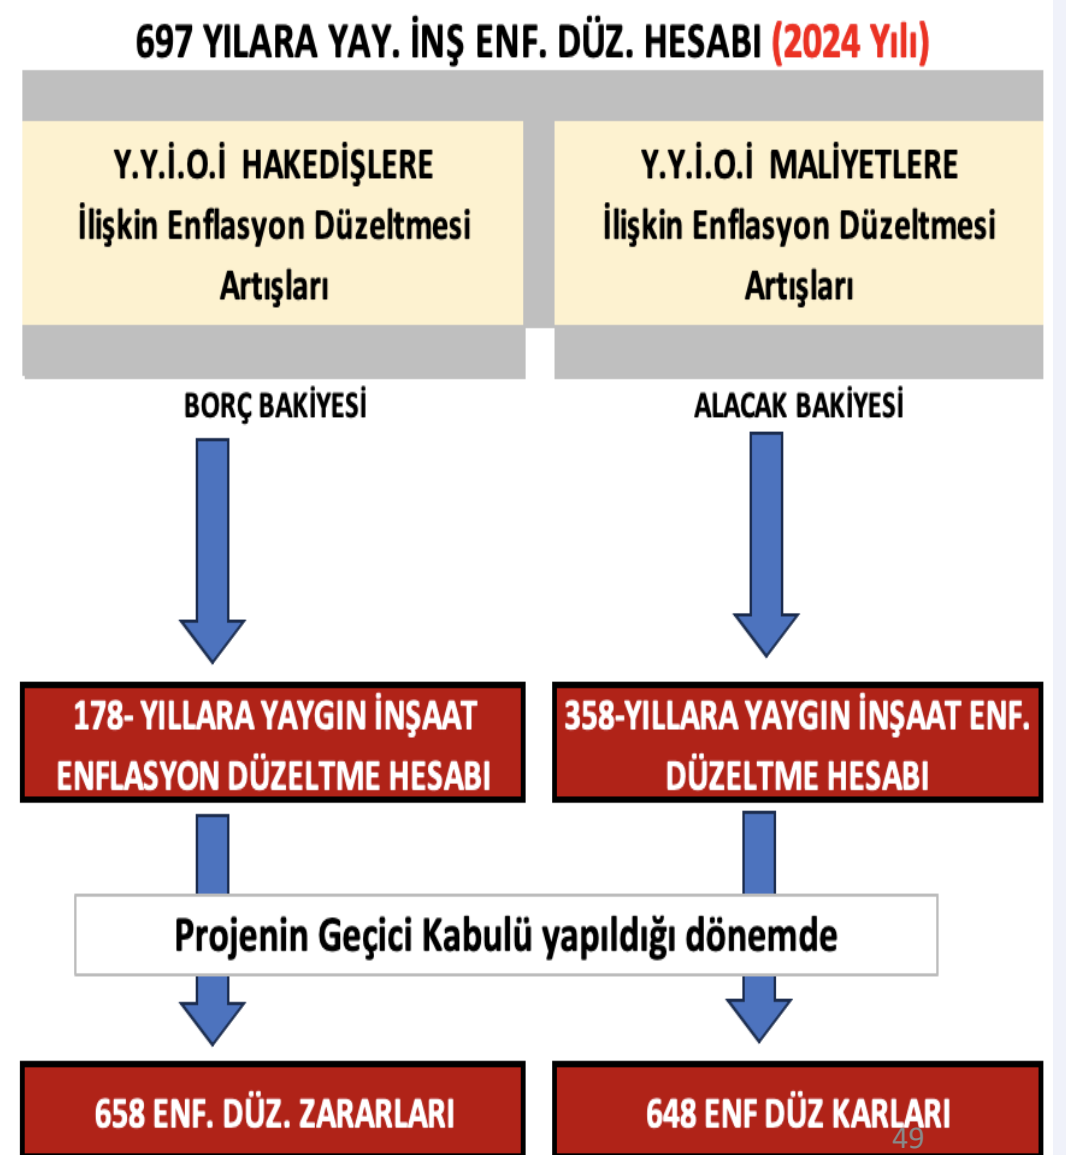 697 YILARA YAY. İNŞ ENF. DÜZ. HESABI (2024 Yılı)
Y.Y.İ.O.İ HAKEDİŞLERE
İlişkin Enflasyon Düzeltmesi
Artışları
Y.Y.İ.O.İ MALİYETLERE
İlişkin Enflasyon Düzeltmesi
Artışları
BORÇ BAKİYESİ
ALACAK BAKİYESİ
178- YILLARA YAYGIN İNŞAAT
ENFLASYON DÜZELTME HESABI
358-YILLARA YAYGIN İNŞAAT ENF.
DÜZELTME HESABI
Projenin Geçici Kabulü yapıldığı dönemde
658 ENF. DÜZ. ZARARLARI
648 ENF DÜZ KARLARI
49